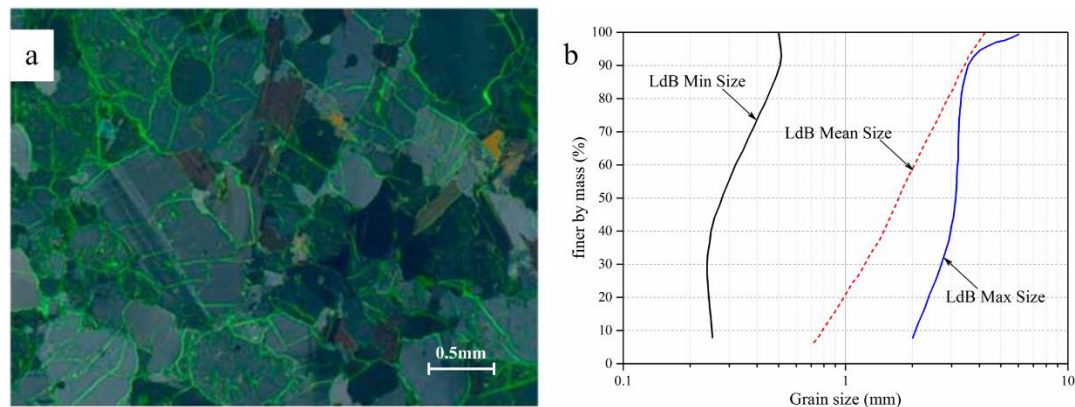 a
0.5mm
b
100
90
80
70
60
50
40
30
20
10
0
finer by mass (%)
LdB Min Size
LdB Mean Size
LdB Max Size
0.1
1
10
Grain size (mm)